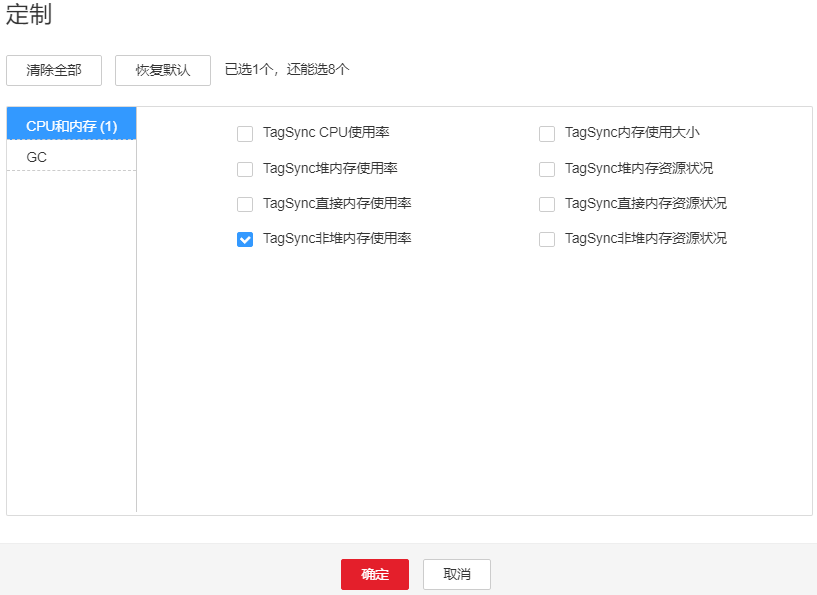 定制
清除全部 恢复默认 已选1个，还能选8个
CPU和内存 (1)
GC
TagSync CPU使用率 TagSync内存使用大小
TagSync堆内存使用率 TagSync堆内存资源状况
TagSync直接内存使用率 TagSync直接内存资源状况
TagSync非堆内存使用率 TagSync非堆内存资源状况
确定 取消